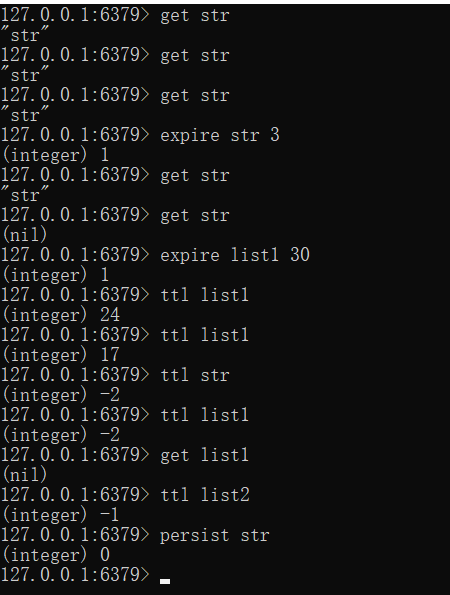 127.0.0.1:6379> get str
"str"
127.0.0.1:6379> get str
"str"
127.0.0.1:6379> get str
"str"
127.0.0.1:6379> expire str 3
(integer) 1
127.0.0.1:6379> get str
"str"
127.0.0.1:6379> get str
(nil)
127.0.0.1:6379> expire list1 30
(integer) 1
127.0.0.1:6379> ttl list1
(integer) 24
127.0.0.1:6379> ttl list1
(integer) 17
127.0.0.1:6379> ttl str
(integer) -2
127.0.0.1:6379> ttl list1
(integer) -2
127.0.0.1:6379> get list1
(nil)
127.0.0.1:6379> ttl list2
(integer) -1
127.0.0.1:6379> persist str
(integer) 0
127.0.0.1:6379>